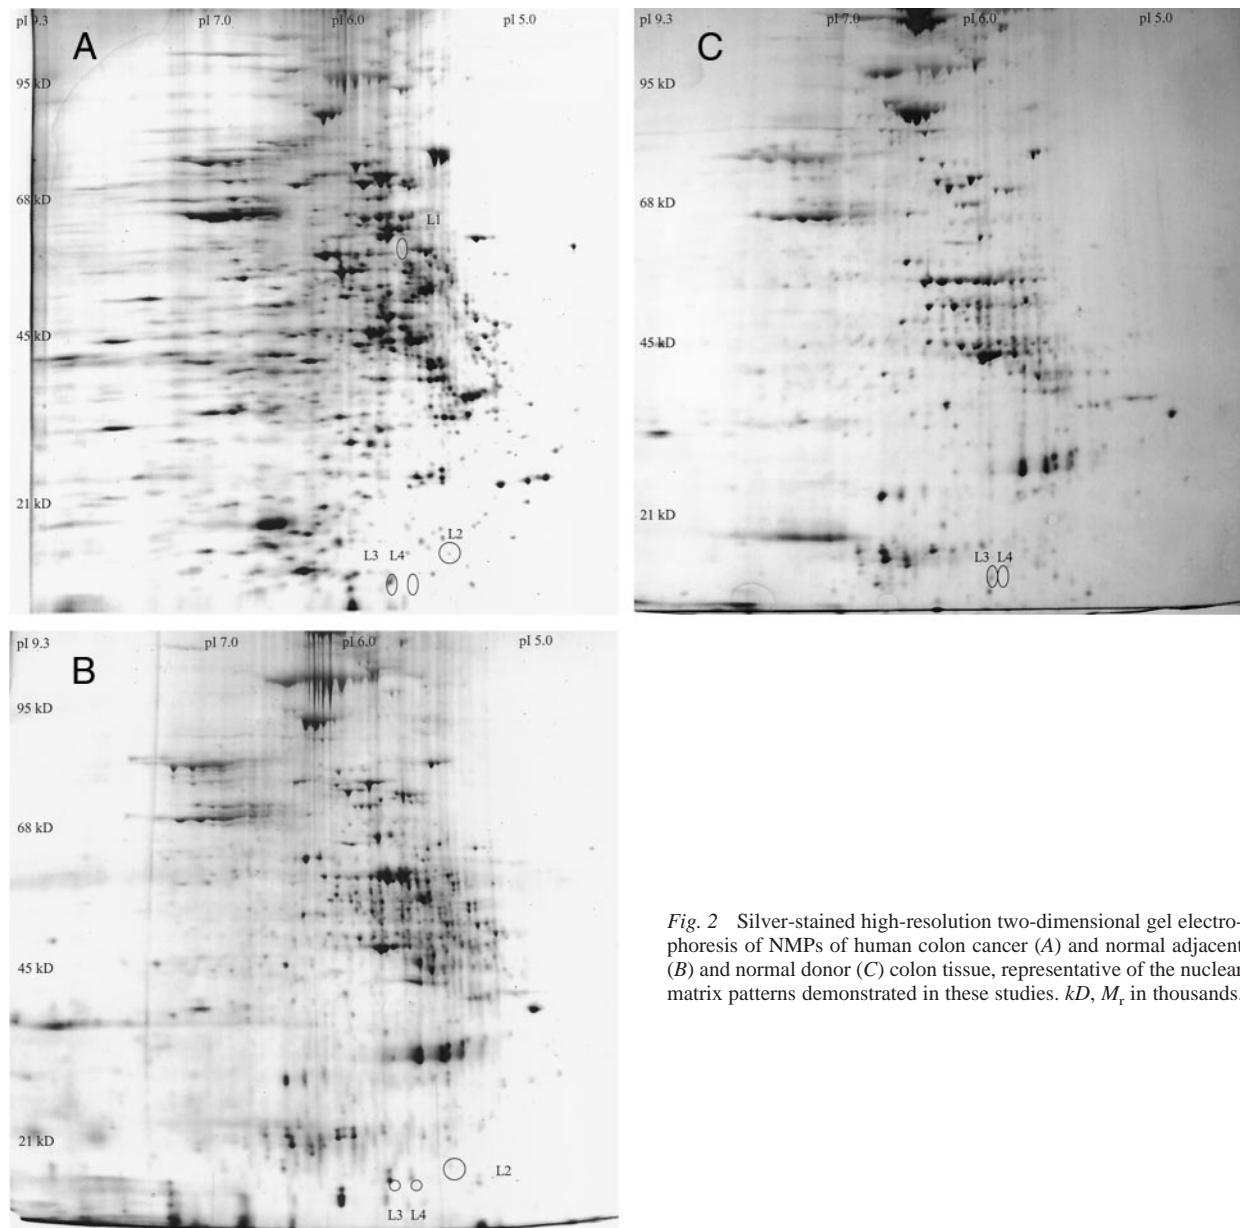 pI 9.3 pI 7.0 pI 6.0 pI 5.0
A
95 kD
68 kD
L1
45 kD
21 kD
L2
L3 L4
pI 9.3 pI 7.0 pI 6.0 pI 5.0
C
95 kD
68 kD
45 kD
21 kD
L3 L4
pI 9.3 pI 7.0 pI 6.0 pI 5.0
B
95 kD
68 kD
45 kD
21 kD
L2
L3 L4
Fig. 2 Silver-stained high-resolution two-dimensional gel electro-
phoresis of NMPs of human colon cancer (A) and normal adjacent
(B) and normal donor (C) colon tissue, representative of the nuclear
matrix patterns demonstrated in these studies. kD, Mr in thousands.